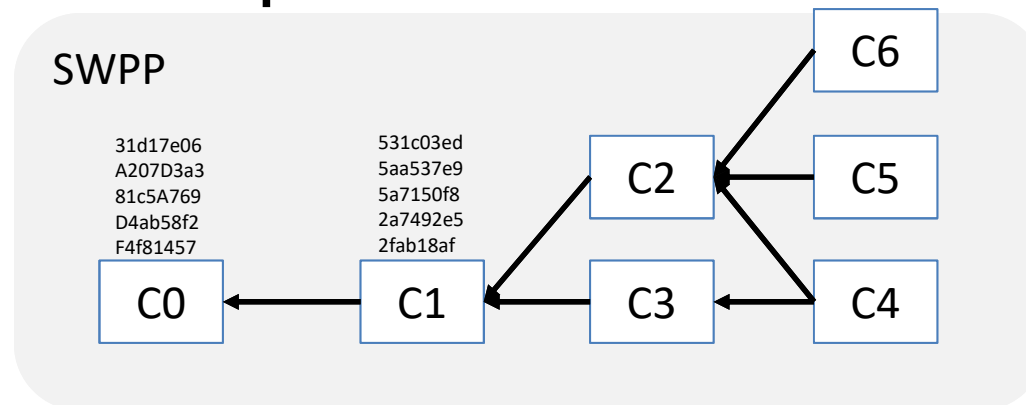 SWPP
C6
31d17e06
A207D3a3
81c5A769
D4ab58f2
F4f81457
531c03ed
5aa537e9
5a7150f8
2a7492e5
2fab18af
C2
C5
C0
C1
C3
C4